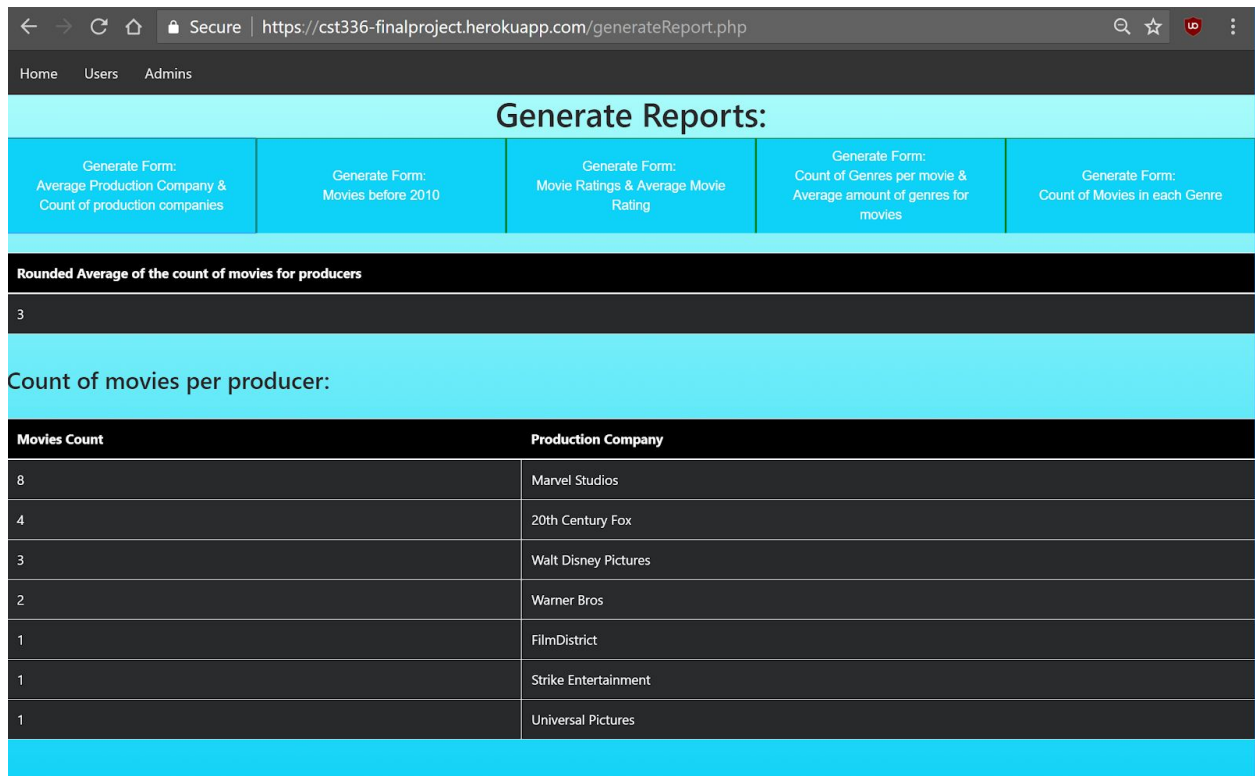 Secure | https://cst336-finalproject.herokuapp.com/generateReport.php
Home Users Admins
Generate Reports:
Generate Form:
Average Production Company &
Count of production companies
Generate Form:
Movies before 2010
Generate Form:
Movie Ratings & Average Movie
Rating
Generate Form:
Count of Genres per movie &
Average amount of genres for
movies
Generate Form:
Count of Movies in each Genre
Rounded Average of the count of movies for producers
3
Count of movies per producer:
Movies Count Production Company
8 Marvel Studios
4 20th Century Fox
3 Walt Disney Pictures
2 Warner Bros
1 FilmDistrict
1 Strike Entertainment
1 Universal Pictures